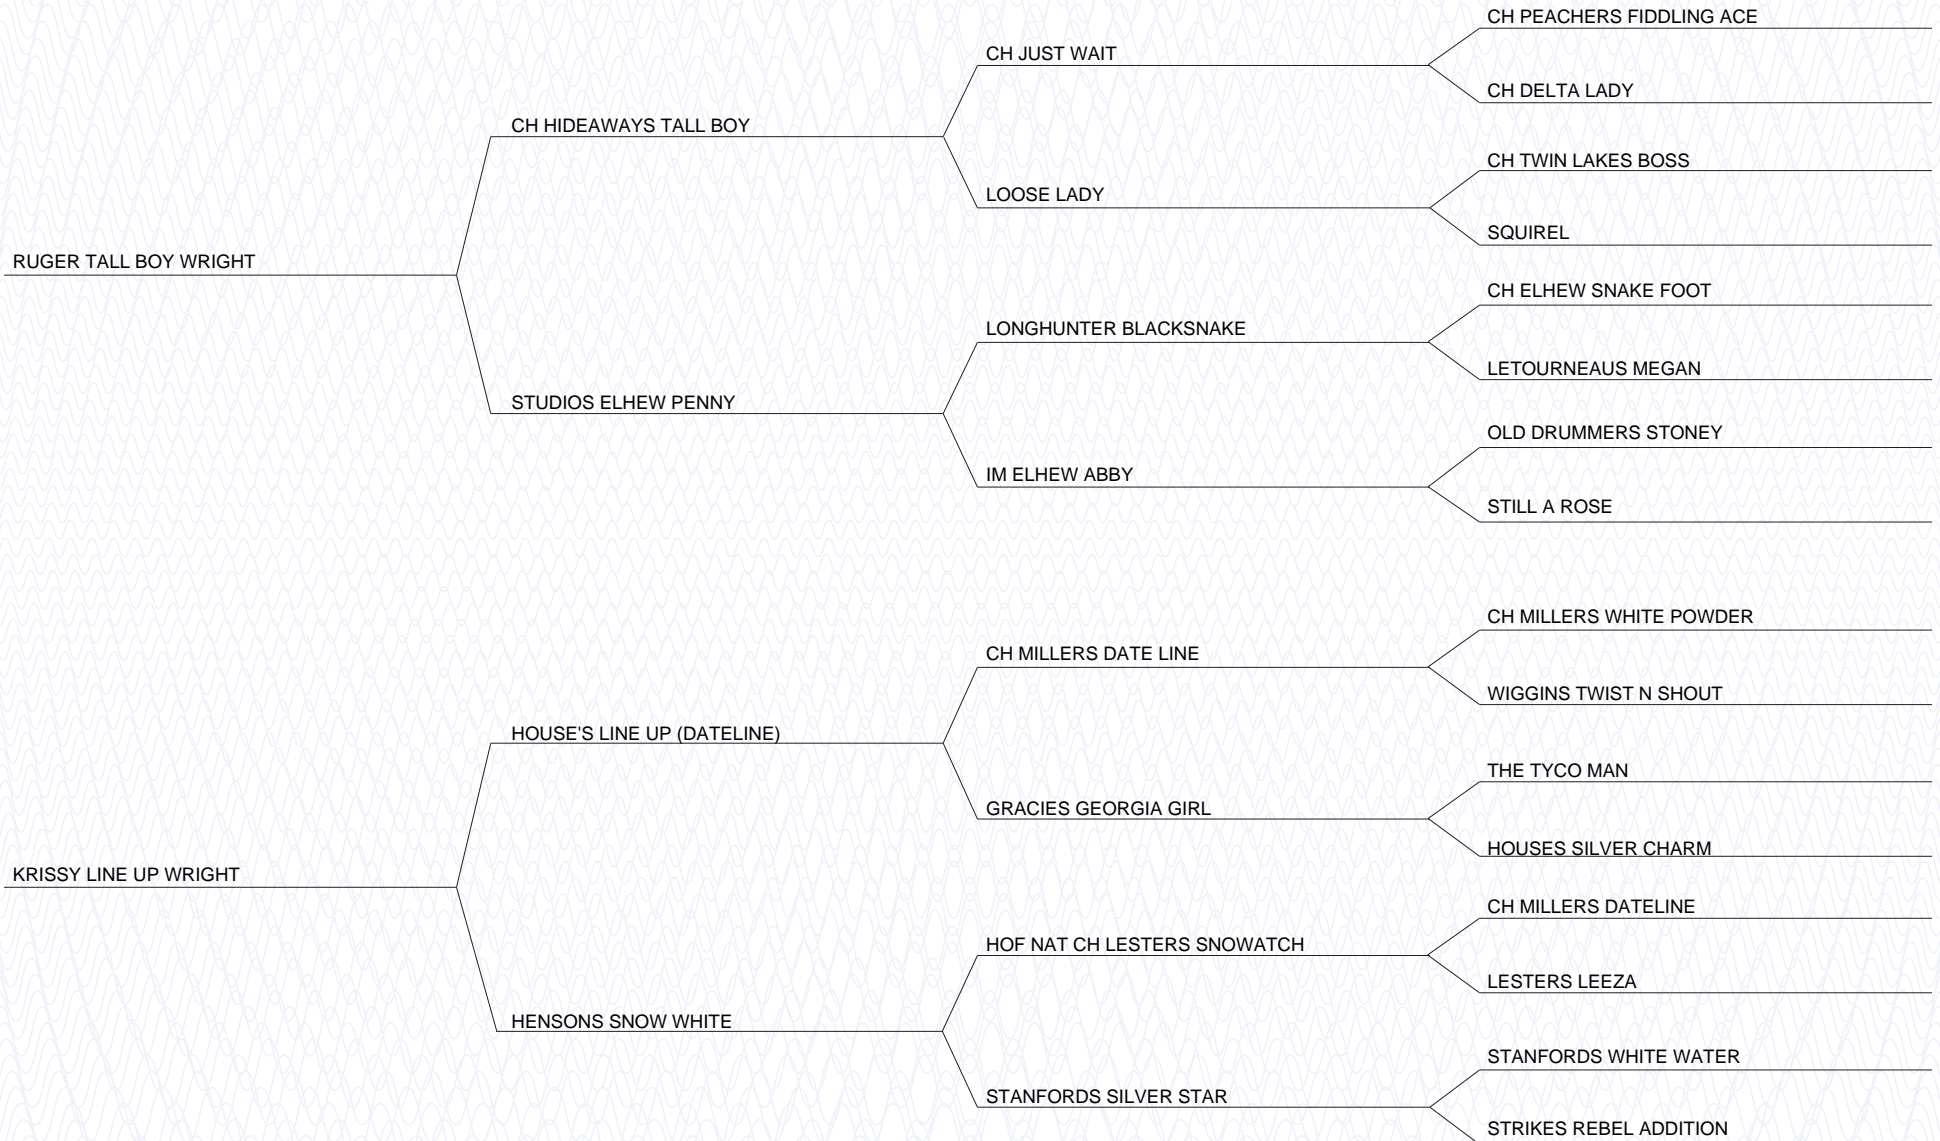 CH PEACHERS FIDDLING ACE
CH JUST WAIT
CH DELTA LADY
CH HIDEAWAYS TALL BOY
CH TWIN LAKES BOSS
LOOSE LADY
SQUIREL
RUGER TALL BOY WRIGHT
CH ELHEW SNAKE FOOT
LONGHUNTER BLACKSNAKE
LETOURNEAUS MEGAN
STUDIOS ELHEW PENNY
OLD DRUMMERS STONEY
IM ELHEW ABBY
STILL A ROSE
CH MILLERS WHITE POWDER
CH MILLERS DATE LINE
WIGGINS TWIST N SHOUT
HOUSE'S LINE UP (DATELINE)
THE TYCO MAN
GRACIES GEORGIA GIRL
HOUSES SILVER CHARM
KRISSY LINE UP WRIGHT
CH MILLERS DATELINE
HOF NAT CH LESTERS SNOWATCH
LESTERS LEEZA
HENSONS SNOW WHITE
STANFORDS WHITE WATER
STANFORDS SILVER STAR
STRIKES REBEL ADDITION